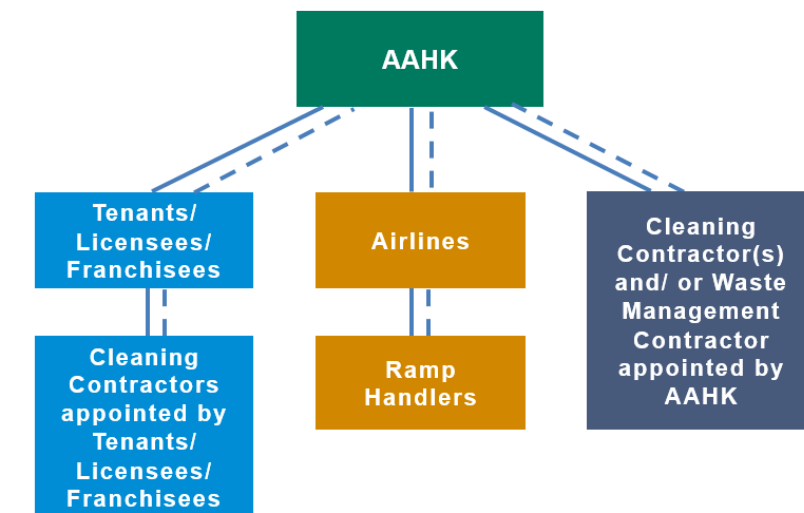 AAHK
Tenants/
Licensees/
Franchisees
Airlines
Cleaning
Contractor(s)
and/ or Waste
Management
Contractor
appointed by
AAHK
Cleaning
Contractors
appointed by
Tenants/
Licensees/
Franchisees
Ramp
Handlers